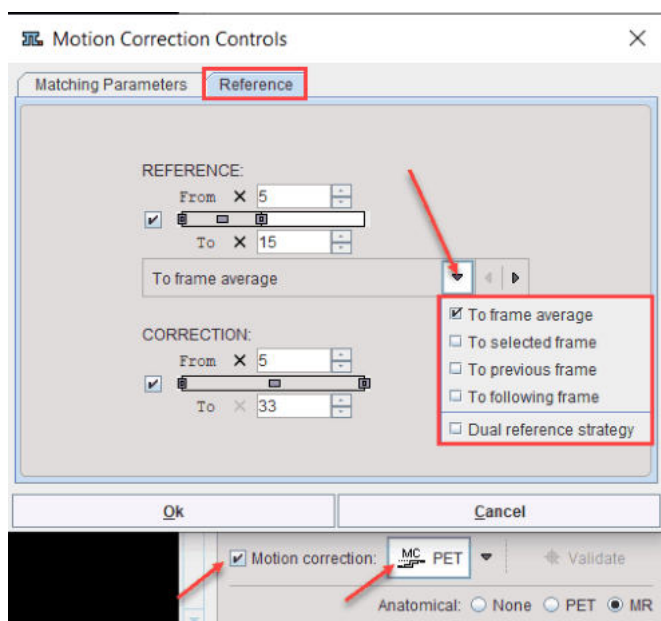 Motion Correction Controls
Matching Parameters Reference
REFERENCE:
From 5
To 15
To frame average
To frame average
To selected frame
To previous frame
To following frame
Dual reference strategy
CORRECTION:
From 5
To 33
Ok Cancel
Motion correction: MC PET Validate
Anatomical: None PET MR